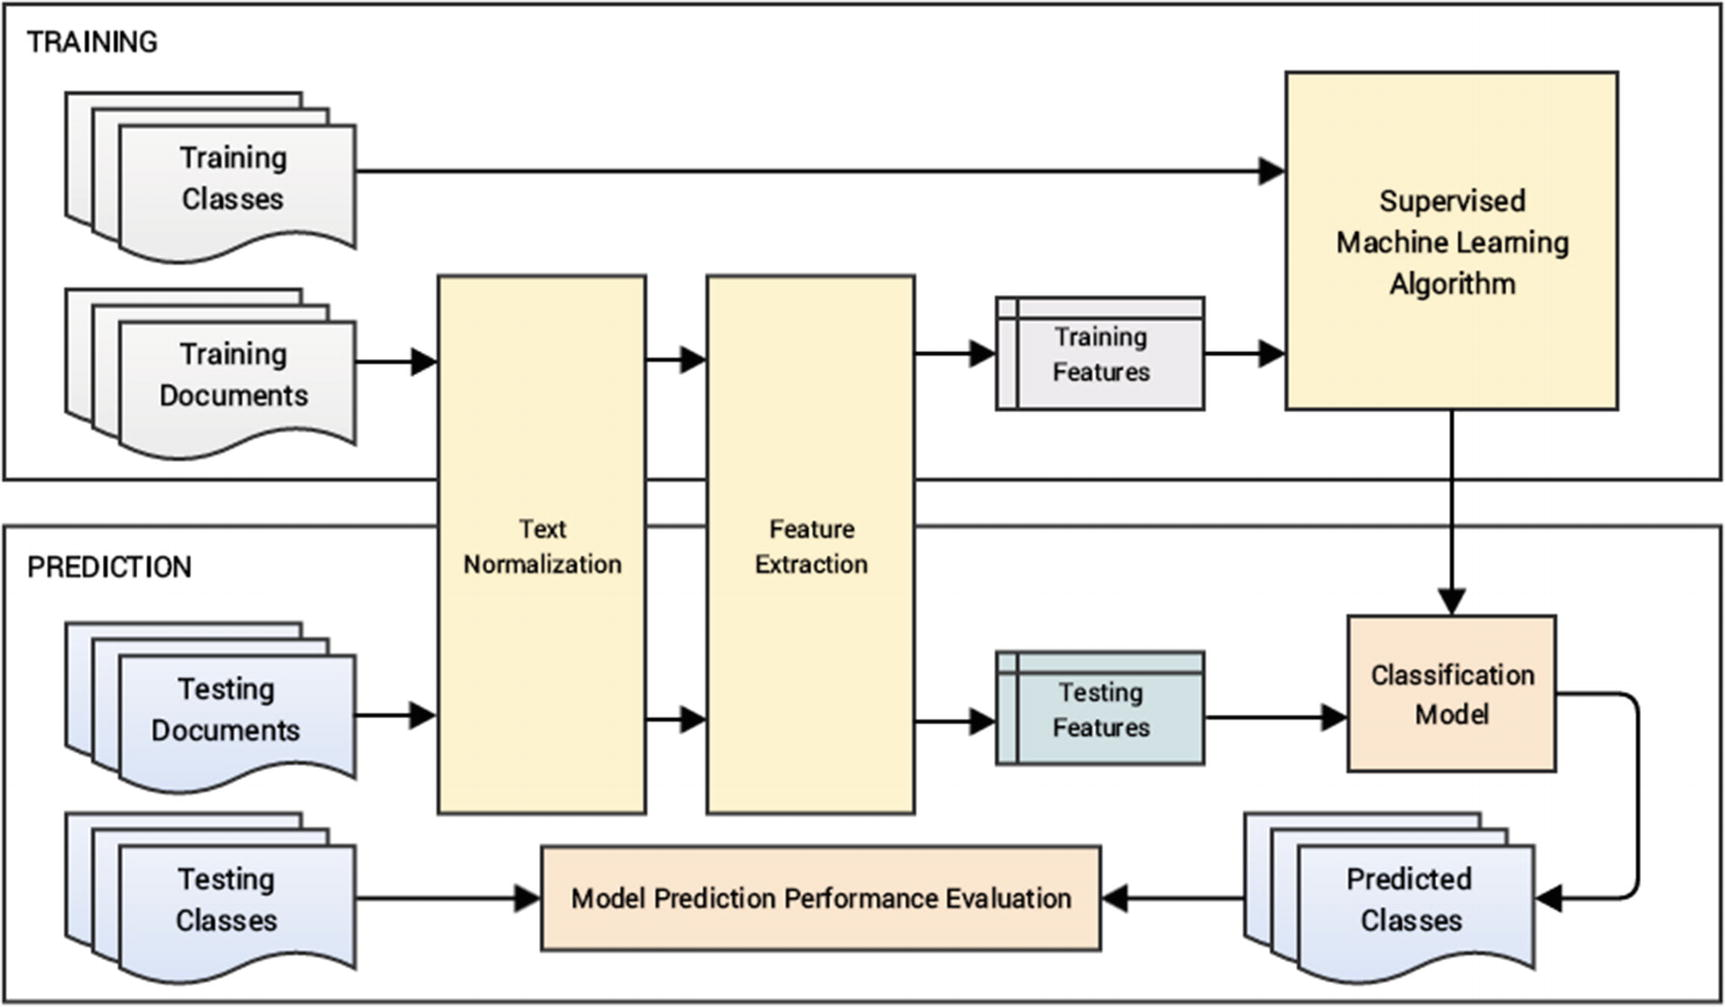 TRAINING
Training
Classes
Supervised
Machine Learning
Algorithm
Training
Documents
Training
Features
Text
Normalization
Feature
Extraction
PREDICTION
Testing
Documents
Testing
Features
Classification
Model
Testing
Classes
Model Prediction Performance Evaluation
Predicted
Classes